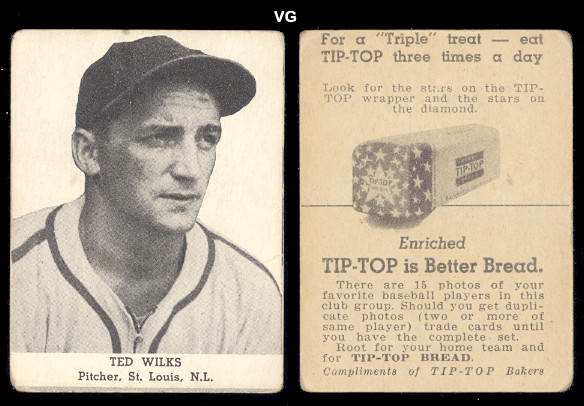 VG
TED WILKS
Pitcher, St. Louis, N.L.
For a "Triple" treat — eat
TIP-TOP three times a day
Look for the stars on the TIP-
TOP wrapper and the stars on
the diamond.
TIP-TOP
TIP-TOP
Enriched
TIP-TOP is Better Bread.
There are 15 photos of your
favorite baseball players in this
club group. Should you get dupli-
cate photos (two or more of
same player) trade cards until
you have the complete set.
Root for your home team and
for TIP-TOP BREAD.
Compliments of TIP-TOP Bakers